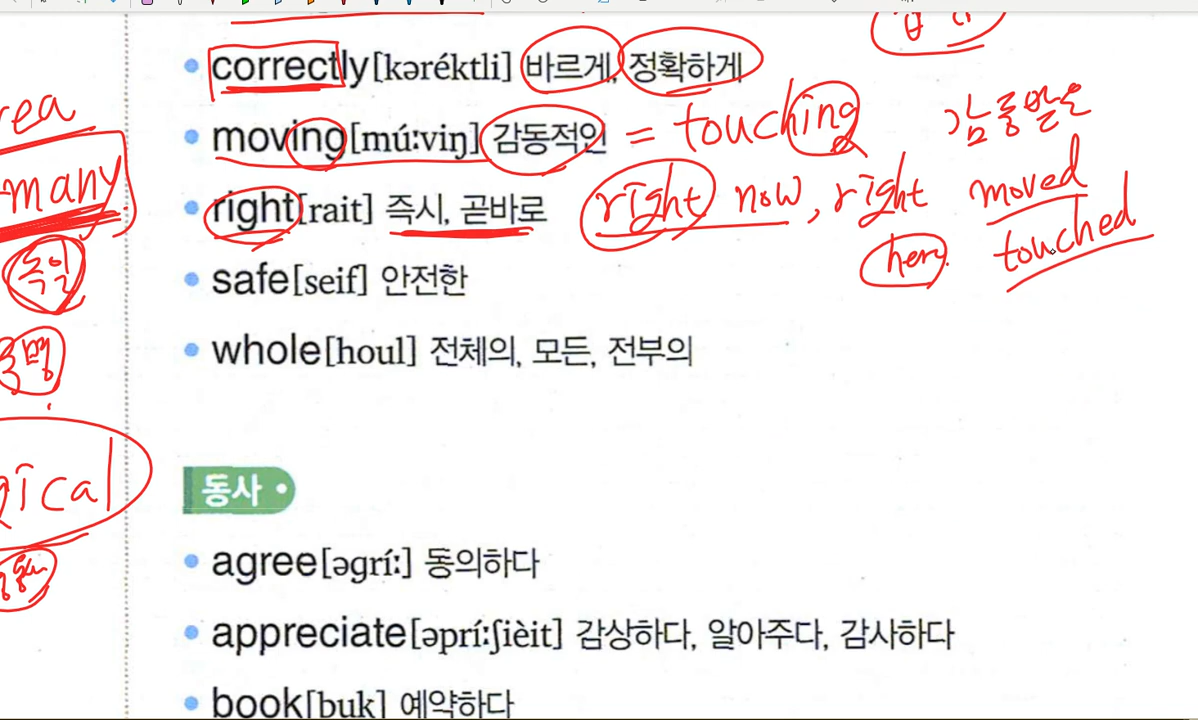 correctly[kəréktli] 바르게, 정확하게
moving[múːviŋ] 감동적인 = touching 감동받은
many
right[rait] 즉시, 곧바로 right now, right here. moved touched
safe[seif] 안전한
whole[houl] 전체의, 모든, 전부의
동사
agree[əgríː] 동의하다
appreciate[əpríːʃièit] 감상하다, 알아주다, 감사하다
book[buk] 예약하다